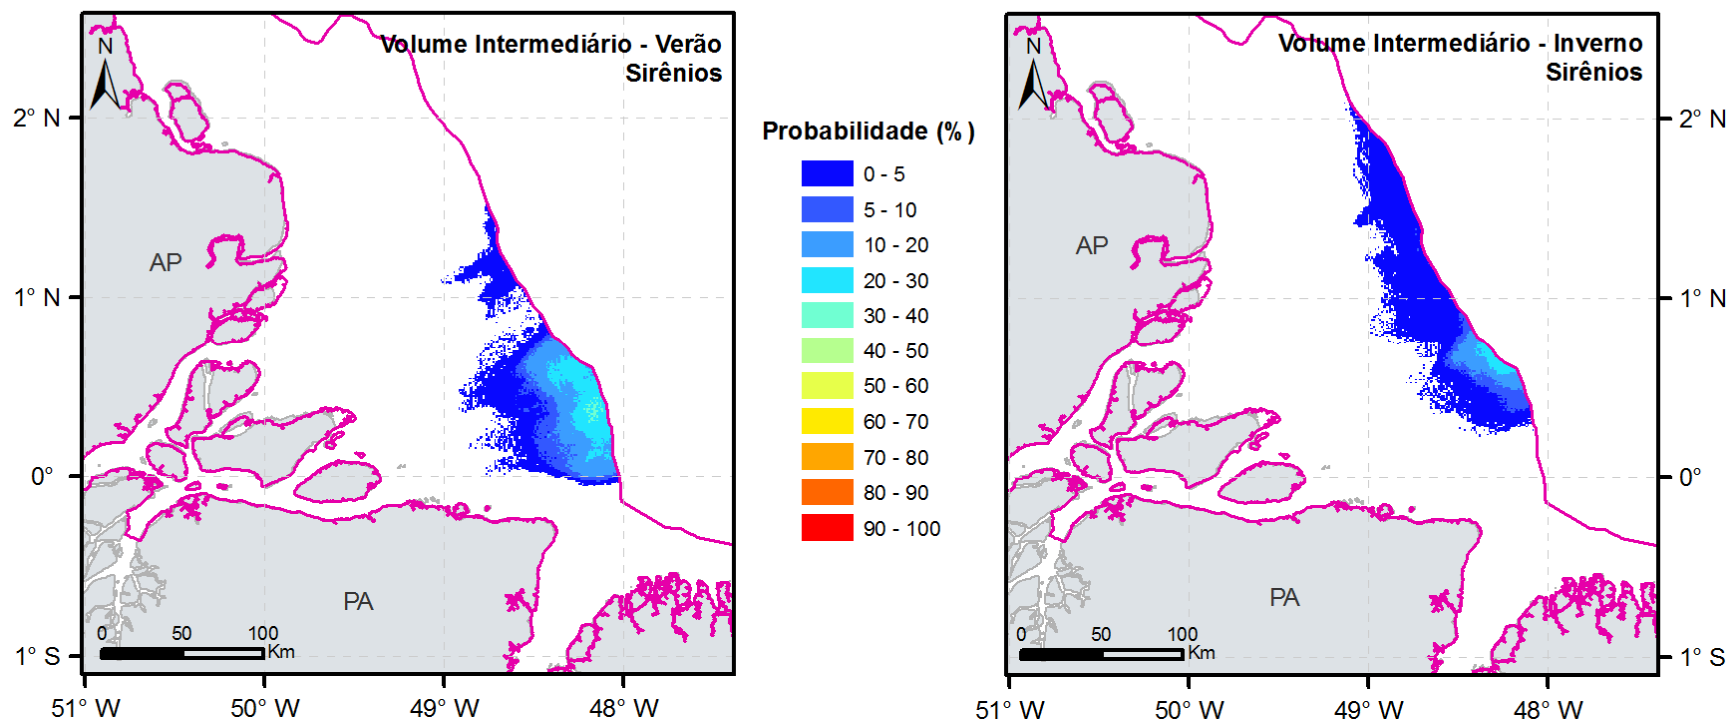 Volume Intermediário - Verão
Sirênios
N
2° N
1° N
0°
1° S
AP
PA
0 50 100
Km
51° W 50° W 49° W 48° W
Probabilidade (%)
0 - 5
5 - 10
10 - 20
20 - 30
30 - 40
40 - 50
50 - 60
60 - 70
70 - 80
80 - 90
90 - 100
Volume Intermediário - Inverno
Sirênios
N
AP
PA
0 50 100
Km
2° N
1° N
0°
1° S
51° W 50° W 49° W 48° W